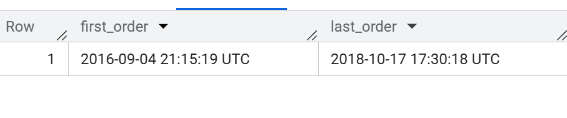 Row first_order last_order
1 2016-09-04 21:15:19 UTC 2018-10-17 17:30:18 UTC